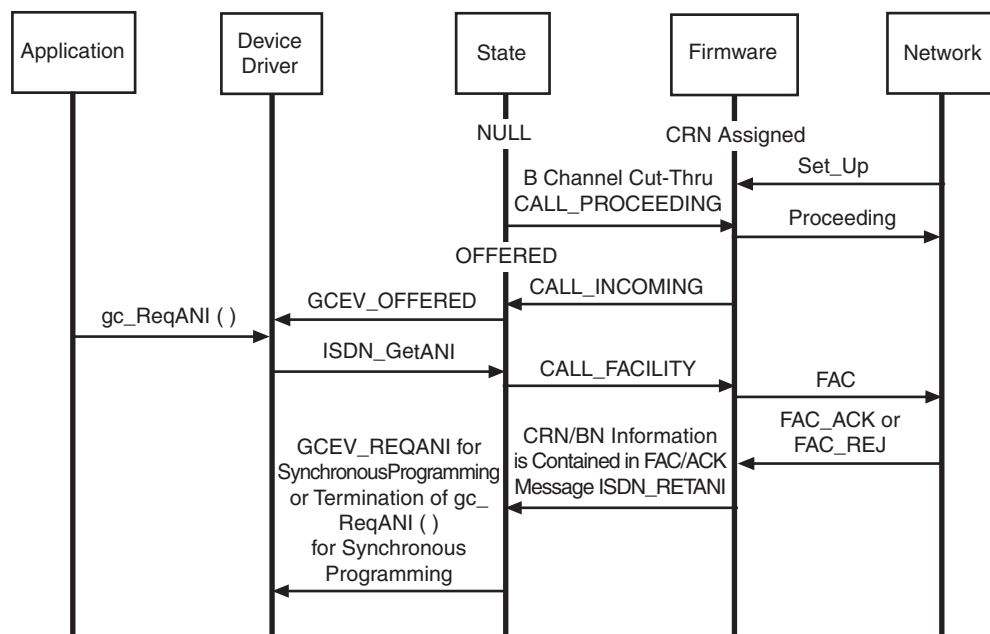 Application
Device
Driver
State
Firmware
Network
NULL
CRN Assigned
Set_Up
B Channel Cut-Thru
CALL_PROCEEDING
Proceeding
OFFERED
CALL_INCOMING
GCEV_OFFERED
gc_ReqANI ( )
ISDN_GetANI
CALL_FACILITY
FAC
FAC_ACK or
FAC_REJ
CRN/BN Information
is Contained in FAC/ACK
Message ISDN_RETANI
GCEV_REQANI for
SynchronousProgramming
or Termination of gc_
ReqANI ( )
for Synchronous
Programming